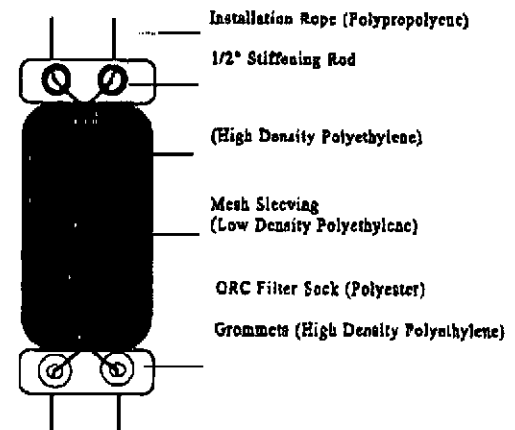 Installation Rope (Polypropolyene)
1/2" Stiffening Rod
(High Density Polyethylene)
Mesh Sleeving
(Low Density Polyethylene)
ORC Filter Sock (Polyester)
Grommets (High Density Polyethylene)